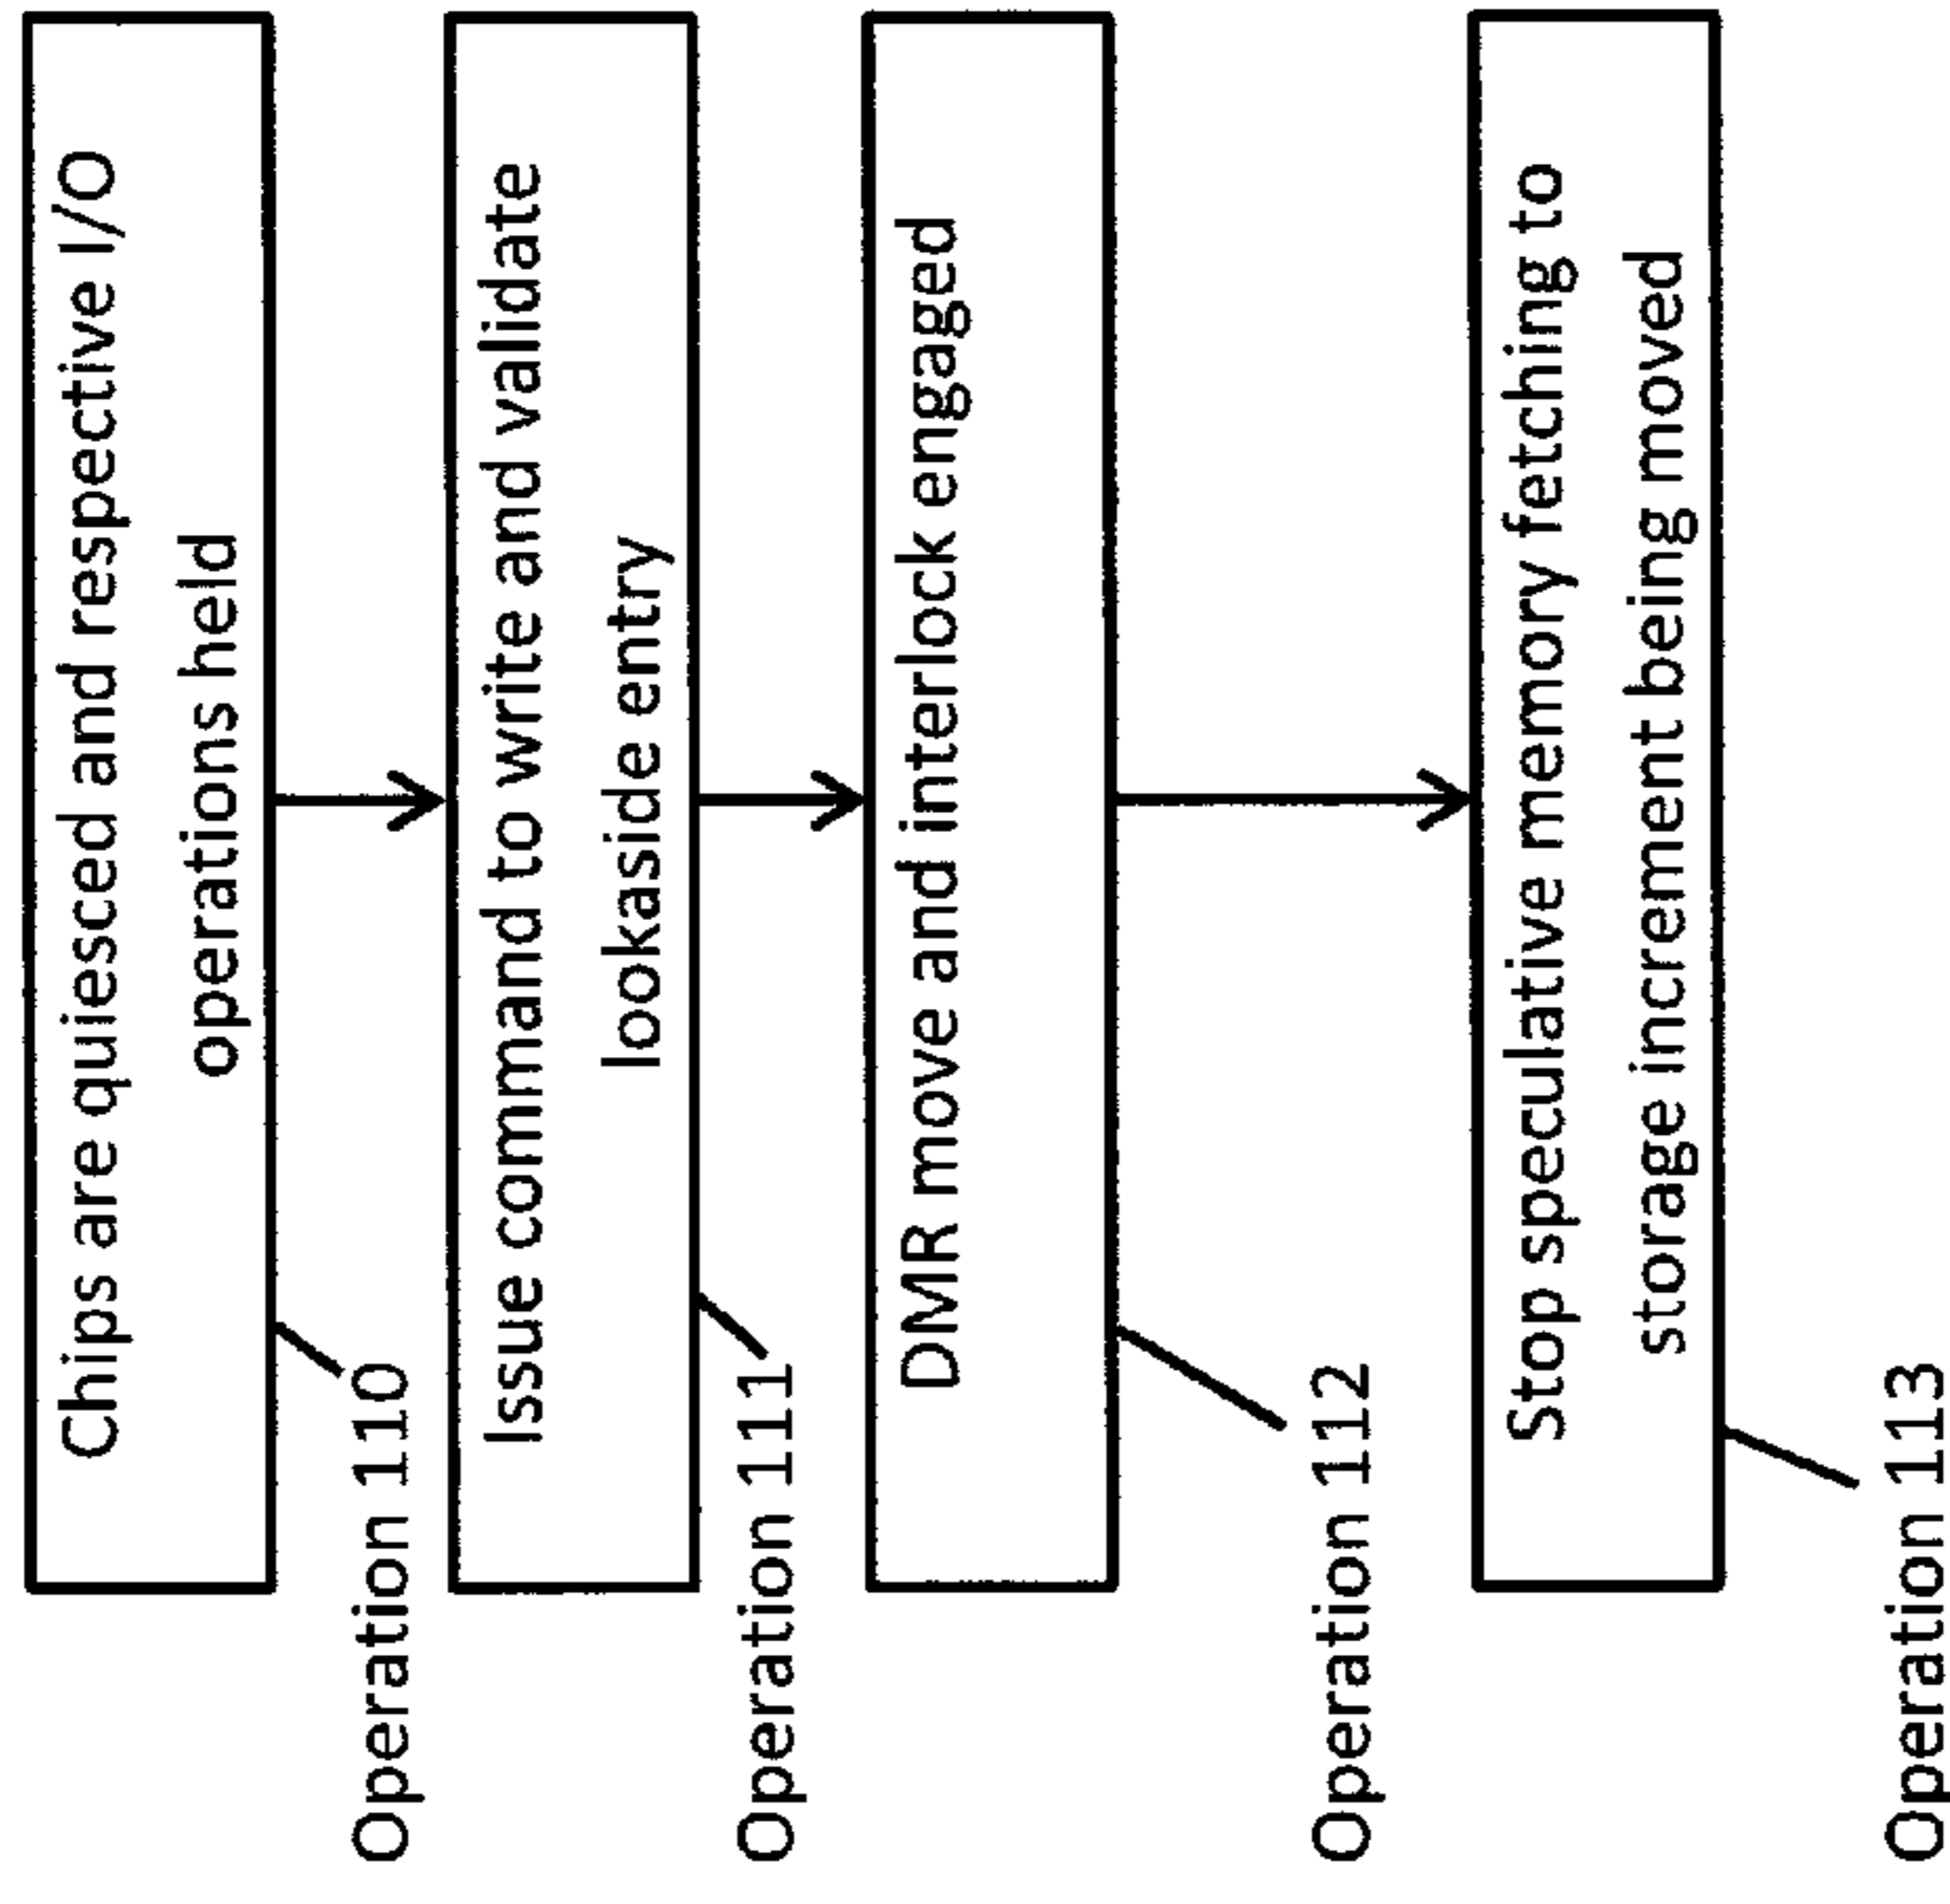 Chips are quiesced and respective I/O
operations held
Operation 110
Issue command to write and validate
lookaside entry
Operation 111
DMR move and interlock engaged
Operation 112
Stop speculative memory fetching to
storage increment being moved
Operation 113